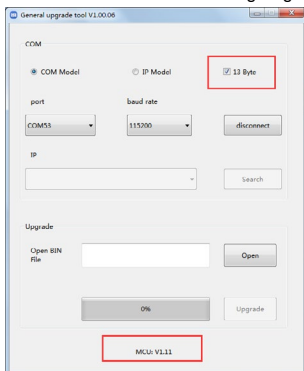 General upgrade tool V1.00.06
COM
COM Model
IP Model
13 Byte
port
baud rate
COM53
115200
disconnect
IP
Search
Upgrade
Open BIN
File
Open
0%
Upgrade
MCU: V1.11